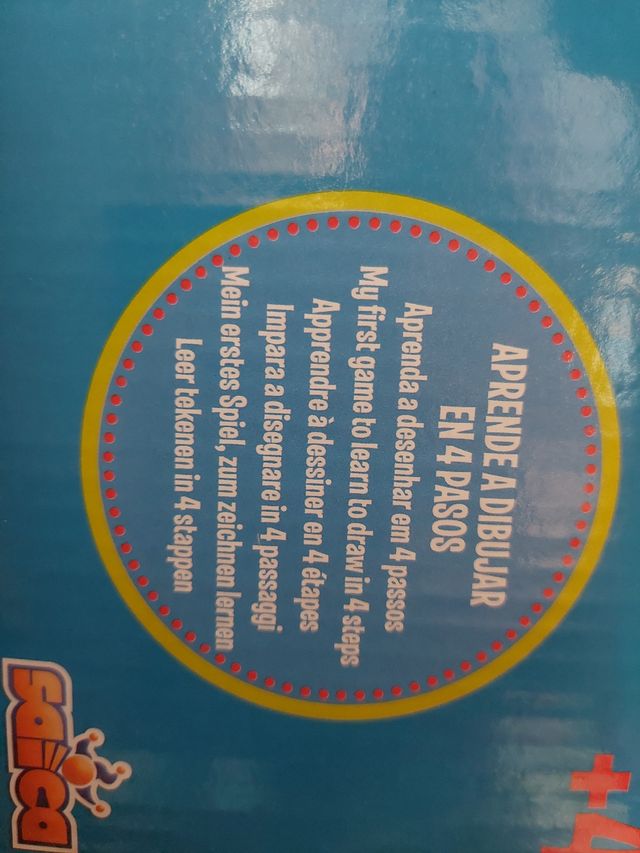 APRENDE A DIBUJAR
EN 4 PASOS
Aprenda a desenhar em 4 passos
My first game to learn to draw in 4 steps
Apprendre à dessiner en 4 étapes
Impara a disegnare in 4 passaggi
Mein erstes Spiel, zum zeichnen lernen
Leer tekenen in 4 stappen
+4
saica